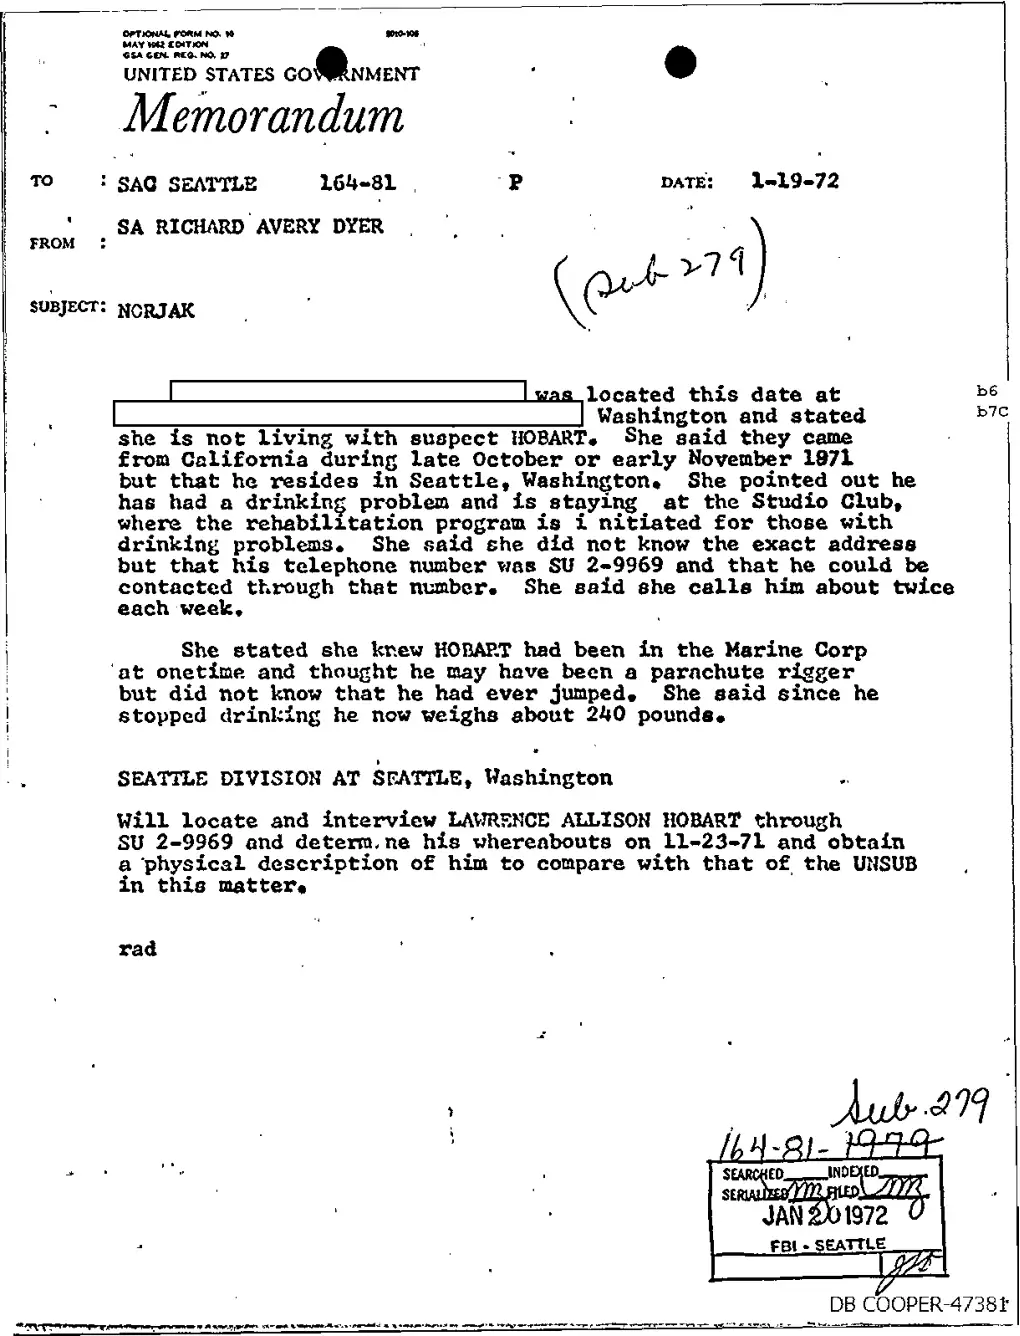 OPTIONAL FORM NO. 10 5010-106
MAY 1962 EDITION
GSA GEN. REG. NO. 27
UNITED STATES GOVERNMENT
Memorandum
TO : SAC SEATTLE 164-81 P DATE: 1-19-72
FROM : SA RICHARD AVERY DYER
(Sub 279)
SUBJECT: NORJAK
was located this date at b6
Washington and stated b7C
she is not living with suspect HOBART. She said they came
from California during late October or early November 1971
but that he resides in Seattle, Washington. She pointed out he
has had a drinking problem and is staying at the Studio Club,
where the rehabilitation program is i nitiated for those with
drinking problems. She said she did not know the exact address
but that his telephone number was SU 2-9969 and that he could be
contacted through that number. She said she calls him about twice
each week.
She stated she knew HOBART had been in the Marine Corp
at onetime and thought he may have been a parachute rigger
but did not know that he had ever jumped. She said since he
stopped drinking he now weighs about 240 pounds.
SEATTLE DIVISION AT SEATTLE, Washington
Will locate and interview LAWRENCE ALLISON HOBART through
SU 2-9969 and determ.ne his whereabouts on 11-23-71 and obtain
a physical description of him to compare with that of the UNSUB
in this matter.
rad
Sub. 279
164-81-1979
SEARCHED INDEXED
SERIALIZED FILED
JAN 20 1972
FBI - SEATTLE
DB COOPER-47381